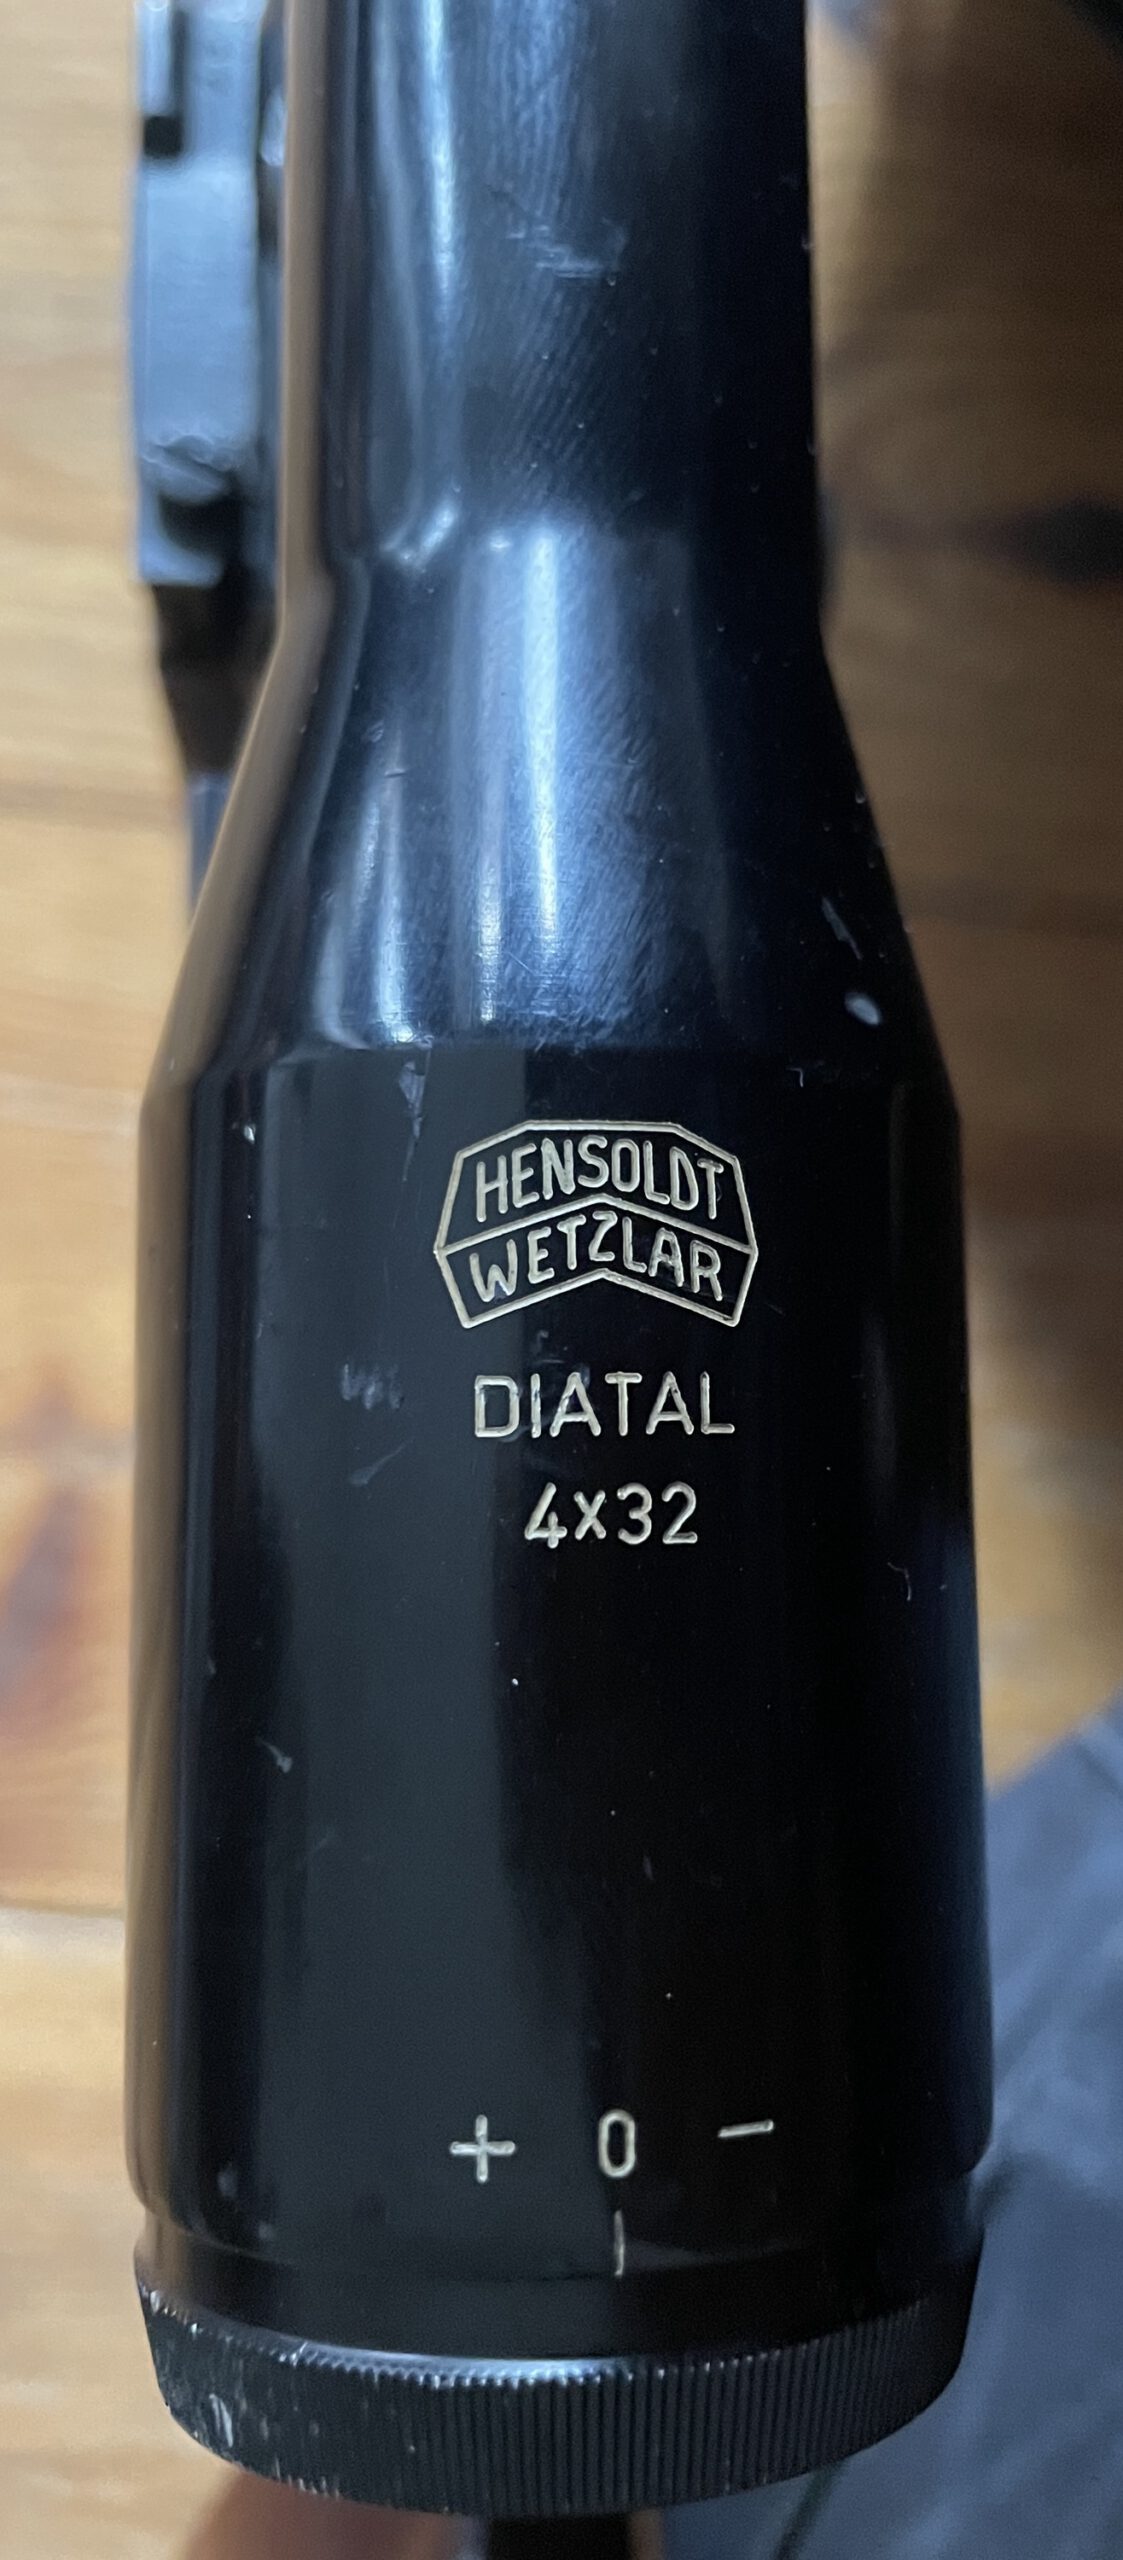 HENSOLDT
WETZLAR
DIATAL
4x32
+ 0 −